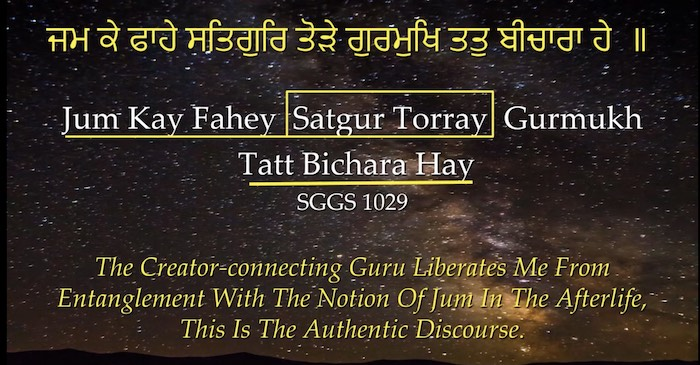 ਜਮ ਕੇ ਫਾਹੇ ਸਤਿਗੁਰਿ ਤੋੜੇ ਗੁਰਮੁਖਿ ਤਤੁ ਬੀਚਾਰਾ ਹੇ ॥
Jum Kay Fahey Satgur Torray Gurmukh
Tatt Bichara Hay
SGGS 1029
The Creator-connecting Guru Liberates Me From
Entanglement With The Notion Of Jum In The Afterlife,
This Is The Authentic Discourse.